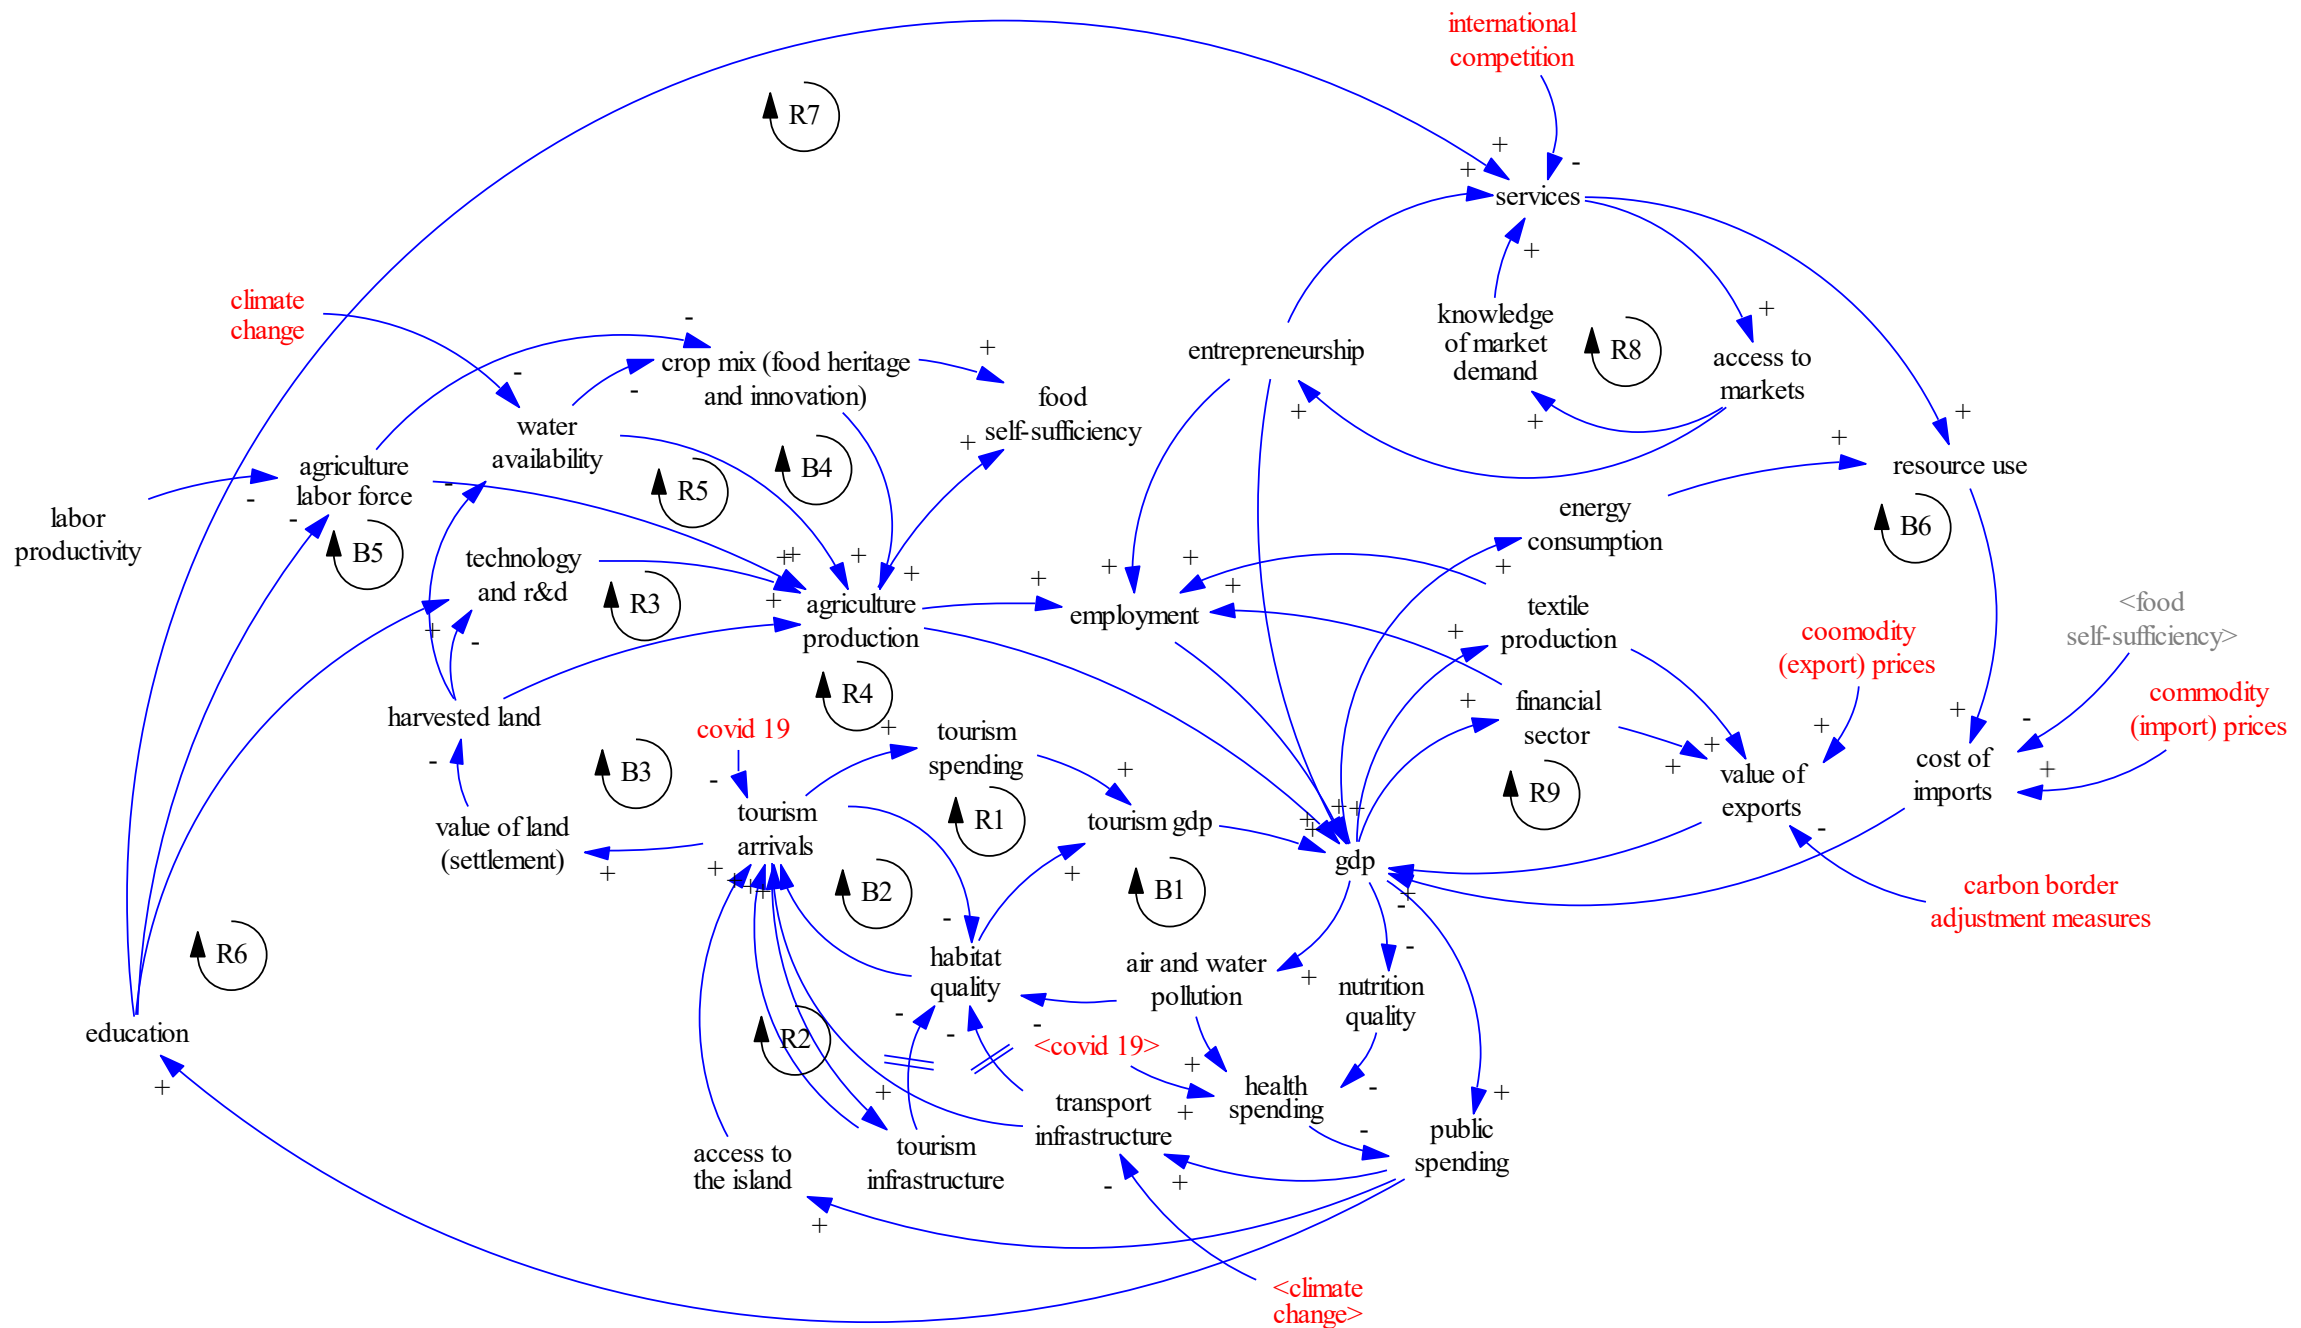 international
competition
R7
services
climate
change
knowledge
of market
demand
R8
entrepreneurship
access to
markets
crop mix (food heritage
and innovation)
food
self-sufficiency
water
availability
B4
agriculture
labor force
R5
resource use
labor
productivity
B5
technology
and r&d
R3
energy
consumption
B6
agriculture
production
employment
textile
production
<food
self-sufficiency>
coomodity
(export) prices
R4
harvested land
covid 19
tourism
spending
financial
sector
commodity
(import) prices
B3
R1
R9
value of
exports
cost of
imports
tourism
arrivals
value of land
(settlement)
tourism gdp
gdp
B2
B1
carbon border
adjustment measures
R6
habitat
quality
air and water
pollution
nutrition
quality
education
R2
<covid 19>
health
spending
transport
infrastructure
public
spending
access to
the island
tourism
infrastructure
<climate
change>